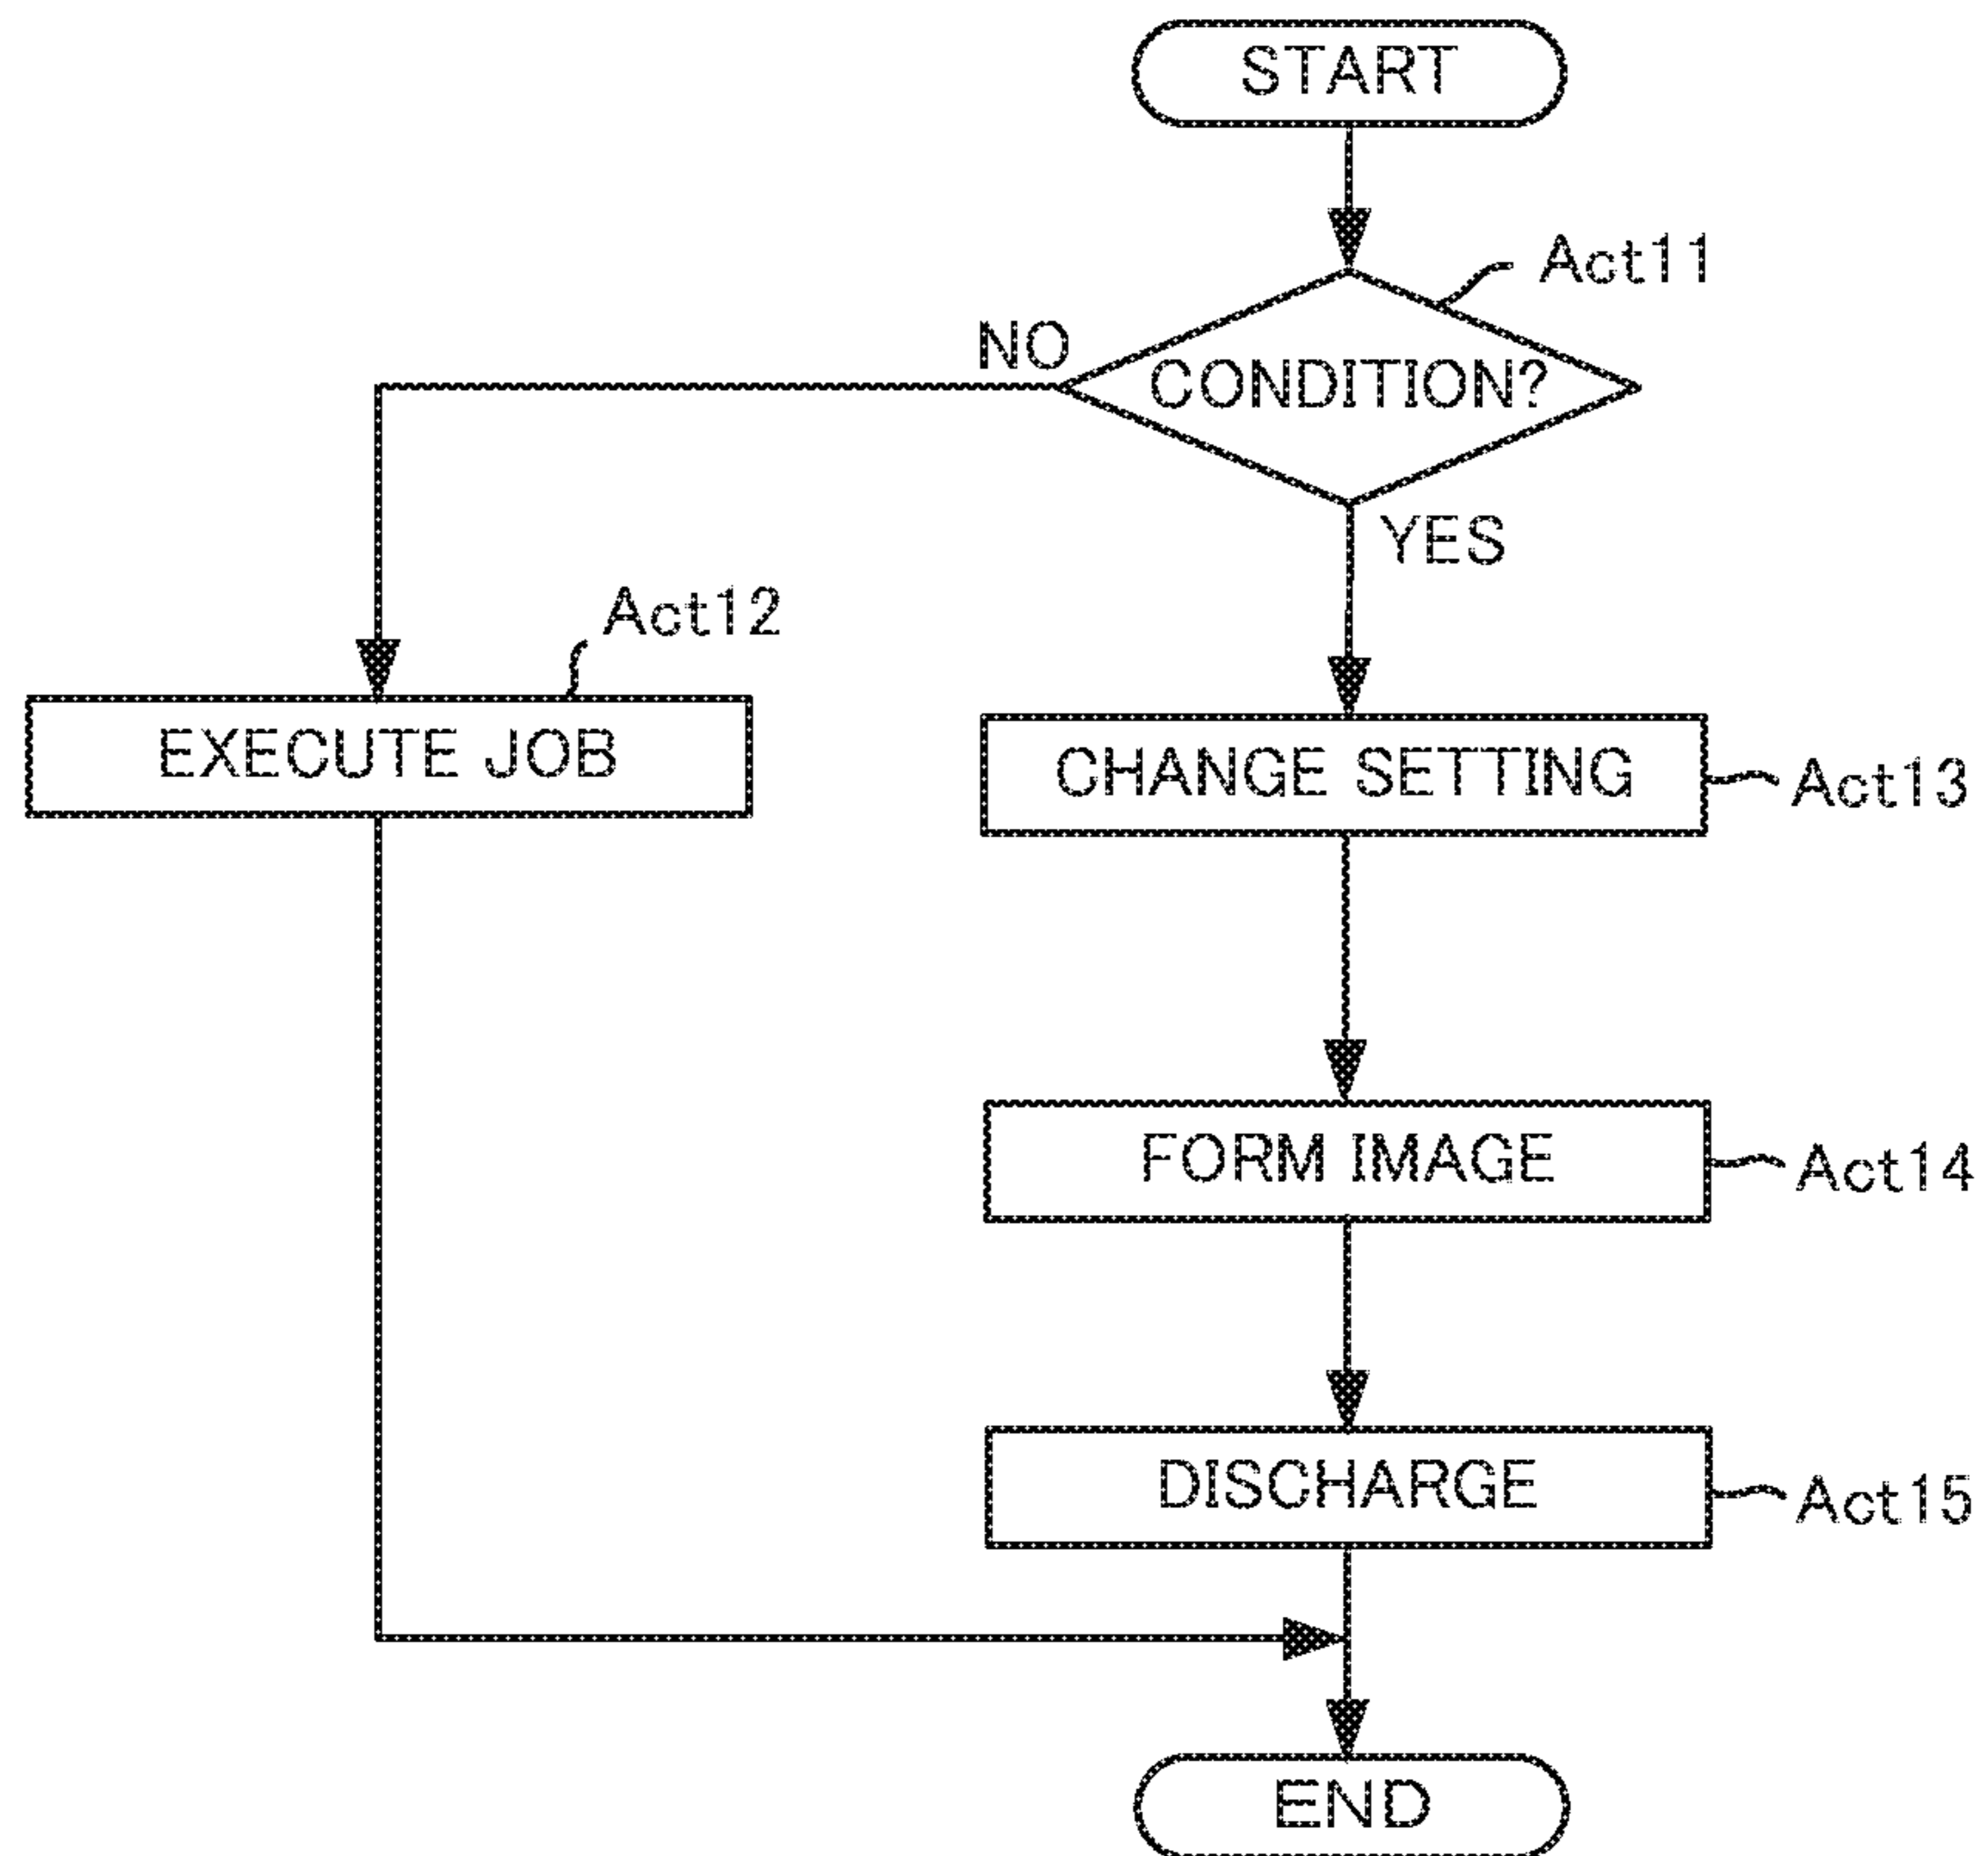 START
Act11
NO
CONDITION?
YES
Act12
EXECUTE JOB
CHANGE SETTING
Act13
FORM IMAGE
Act14
DISCHARGE
Act15
END